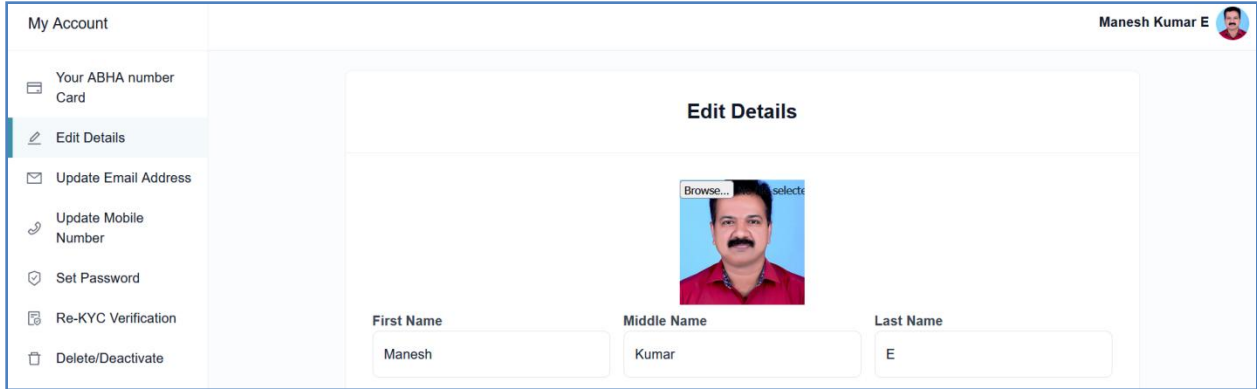 My Account
Manesh Kumar E
Your ABHA number
Card
Edit Details
Update Email Address
Update Mobile
Number
Set Password
Re-KYC Verification
Delete/Deactivate
Edit Details
Browse...
selecte
First Name
Middle Name
Last Name
Manesh
Kumar
E